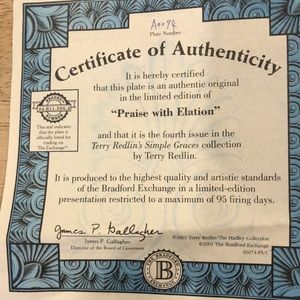 Plate Number
Certificate of Authenticity
It is hereby certified
that this plate is an authentic original
in the limited edition of
"Praise with Elation"
and that it is the fourth issue in the
Terry Redlin's Simple Graces collection
by Terry Redlin.
This seal indicates
that the plate is
officially listed for
trading on
The Exchange™.
It is produced to the highest quality and artistic standards
of the Bradford Exchange in a limited-edition
presentation restricted to a maximum of 95 firing days.
James P. Gallagher
James P. Gallagher
Director of the Board of Governors
©2001 Terry Redlin/The Hadley Collection
©2001 The Bradford Exchange
66074-PS/C
BRADFORD
B
EXCHANGE